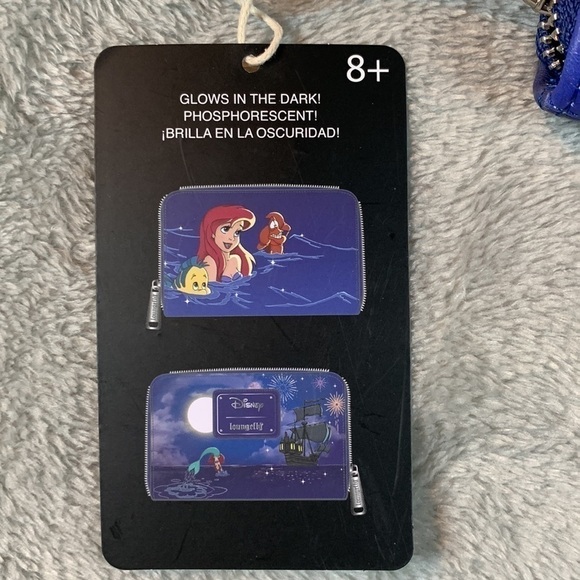 8+
GLOWS IN THE DARK!
PHOSPHORESCENT!
¡BRILLA EN LA OSCURIDAD!
Disney
Loungefly